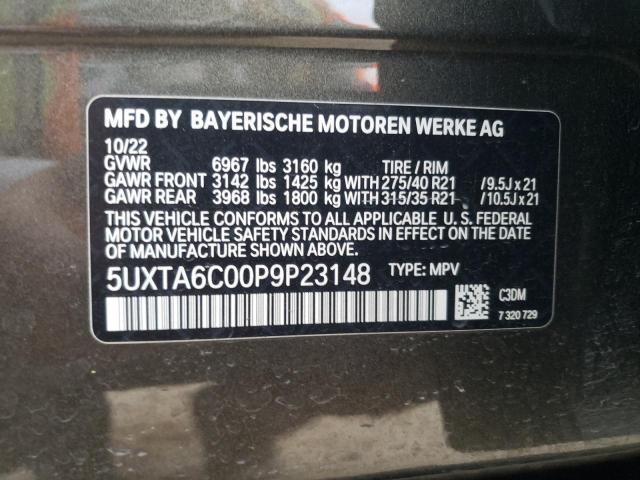 MFD BY BAYERISCHE MOTOREN WERKE AG
10/22
GVWR 6967 lbs 3160 kg TIRE / RIM
GAWR FRONT 3142 lbs 1425 kg WITH 275/40 R21 / 9.5J x 21
GAWR REAR 3968 lbs 1800 kg WITH 315/35 R21 / 10.5J x 21
THIS VEHICLE CONFORMS TO ALL APPLICABLE U. S. FEDERAL
MOTOR VEHICLE SAFETY STANDARDS IN EFFECT ON THE DATE
OF MANUFACTURE SHOWN ABOVE.
5UXTA6C00P9P23148 TYPE: MPV
C3DM
7 320 729